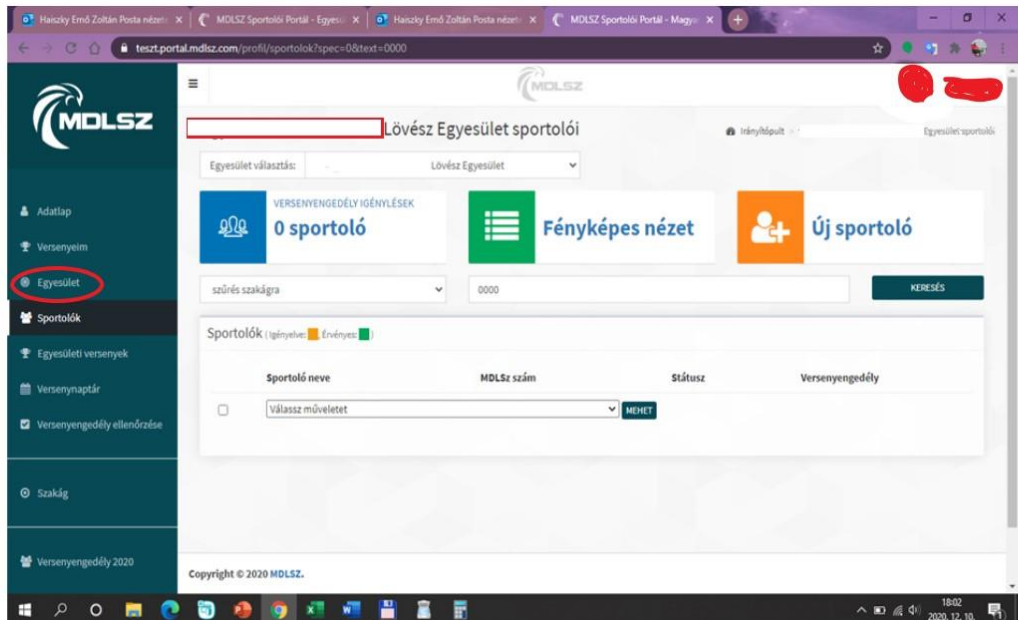 Haiszky Ernő Zoltán Posta nézete
MDLSZ Sportolói Portál - Egyesü
Haiszky Ernő Zoltán Posta nézete
MDLSZ Sportolói Portál - Magya
teszt.portal.mdlsz.com/profil/sportolok?spec=0&text=0000
MDLSZ
MDLSZ
Lövész Egyesület sportolói
Irányítópult
Egyesület sportolói
Egyesület választás:
Lövész Egyesület
VERSENYENGEDÉLY IGÉNYLÉSEK
0 sportoló
Fényképes nézet
Új sportoló
Adatlap
Versenyeim
Egyesület
Sportolók
Egyesületi versenyek
Versenynaptár
Versenyengedély ellenőrzése
Szakág
Versenyengedély 2020
szűrés szakágra
0000
KERESÉS
Sportolók ( Igényelve: , Érvényes: )
Sportoló neve MDLSz szám Státusz Versenyengedély
Válassz műveletet
MEHET
Copyright © 2020 MDLSZ.
18:02
2020. 12. 10.